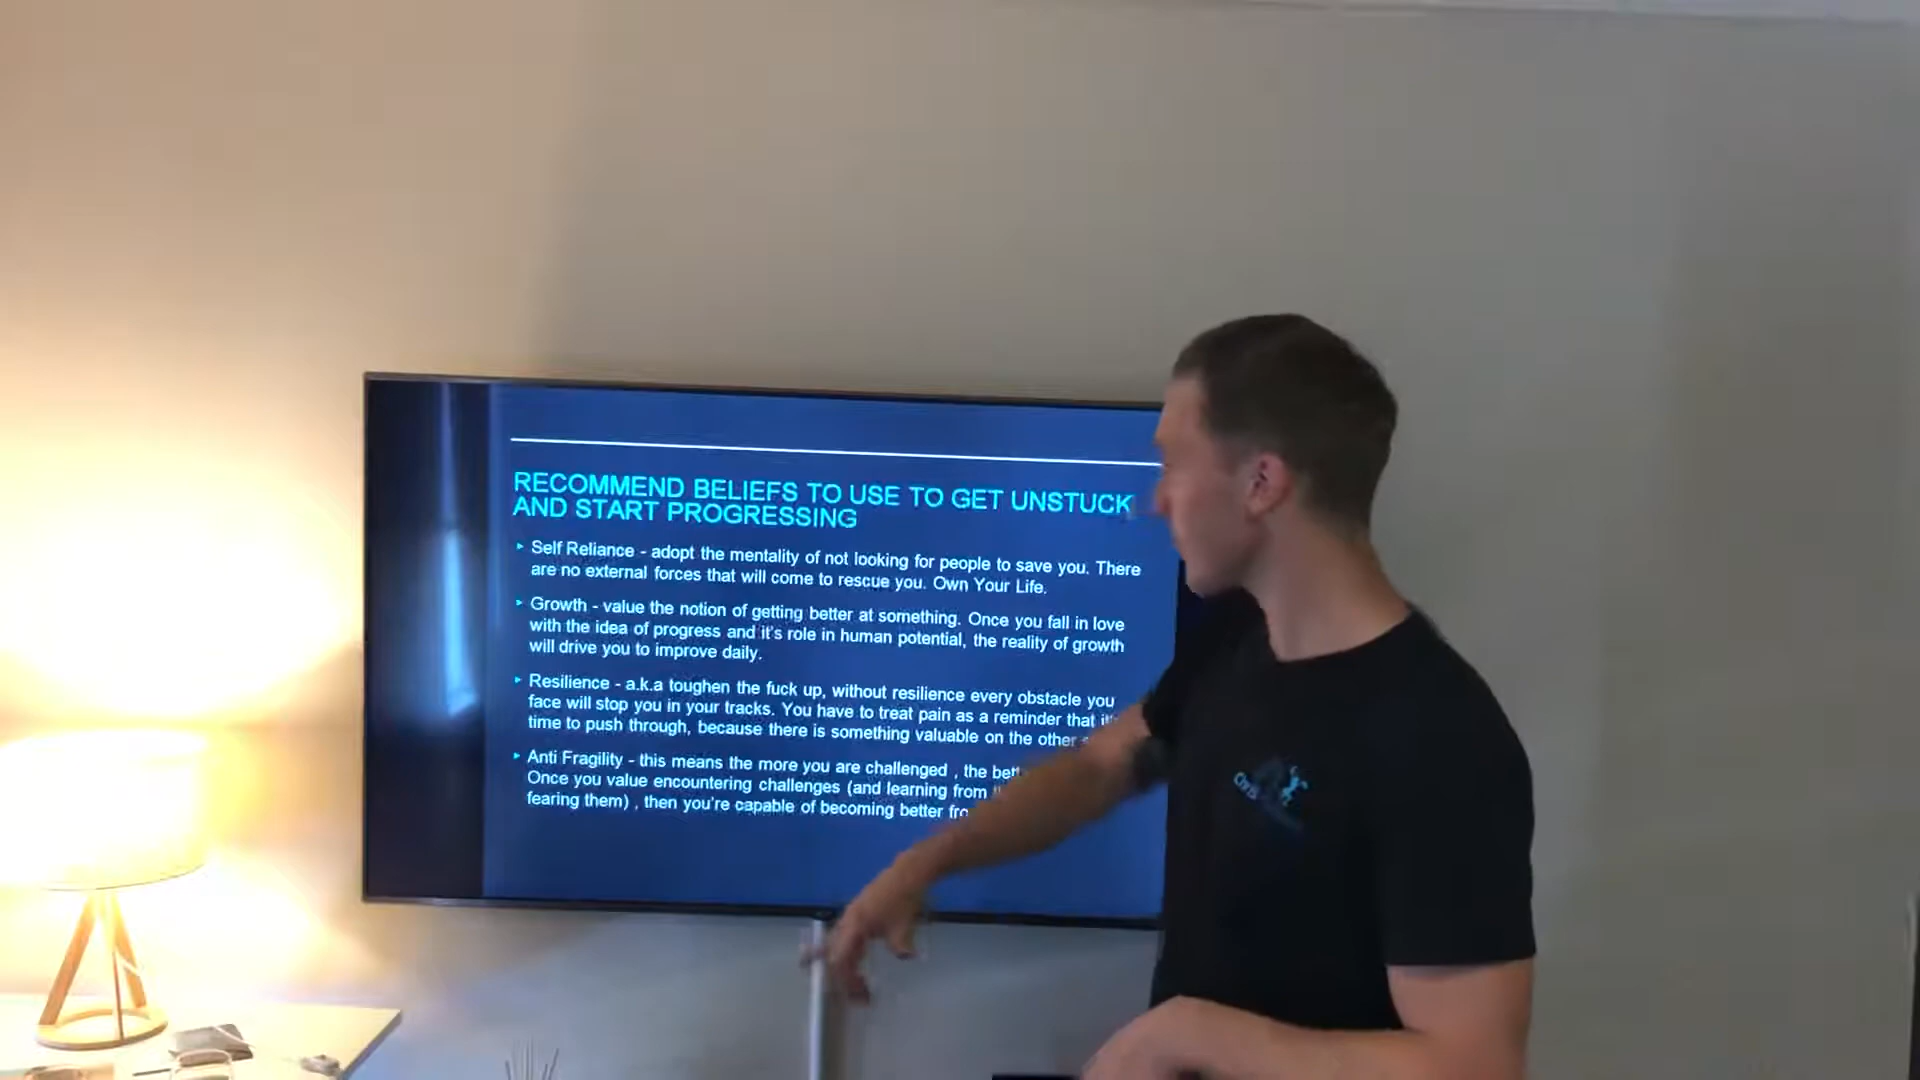 RECOMMEND BELIEFS TO USE TO GET UNSTUCK
AND START PROGRESSING
Self Reliance - adopt the mentality of not looking for people to save you. There
are no external forces that will come to rescue you. Own Your Life.
Growth - value the notion of getting better at something. Once you fall in love
with the idea of progress and it's role in human potential, the reality of growth
will drive you to improve daily.
Resilience - a.k.a toughen the fuck up, without resilience every obstacle you
face will stop you in your tracks. You have to treat pain as a reminder that
time to push through, because there is something valuable on the other
Anti Fragility - this means the more you are challenged , the
Once you value encountering challenges (and learning from
fearing them) , then you're capable of becoming better